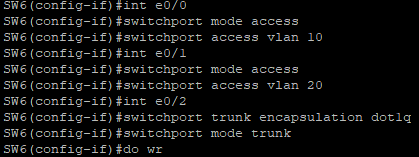 SW6(config-if)#int e0/0
SW6(config-if)#switchport mode access
SW6(config-if)#switchport access vlan 10
SW6(config-if)#int e0/1
SW6(config-if)#switchport mode access
SW6(config-if)#switchport access vlan 20
SW6(config-if)#int e0/2
SW6(config-if)#switchport trunk encapsulation dot1q
SW6(config-if)#switchport mode trunk
SW6(config-if)#do wr